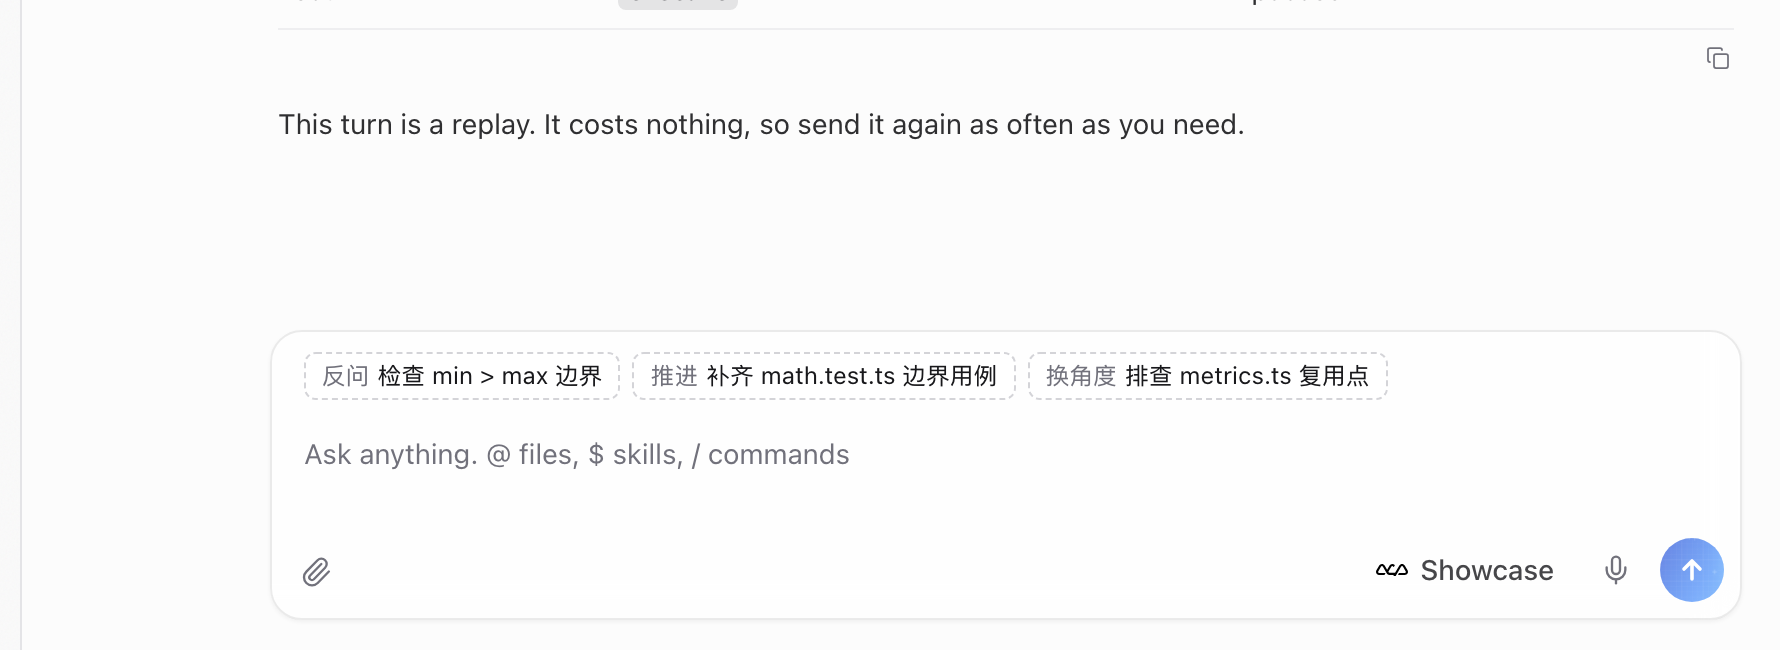 This turn is a replay. It costs nothing, so send it again as often as you need.
反问 检查 min > max 边界
推进 补齐 math.test.ts 边界用例
换角度 排查 metrics.ts 复用点
Ask anything. @ files, $ skills, / commands
Showcase